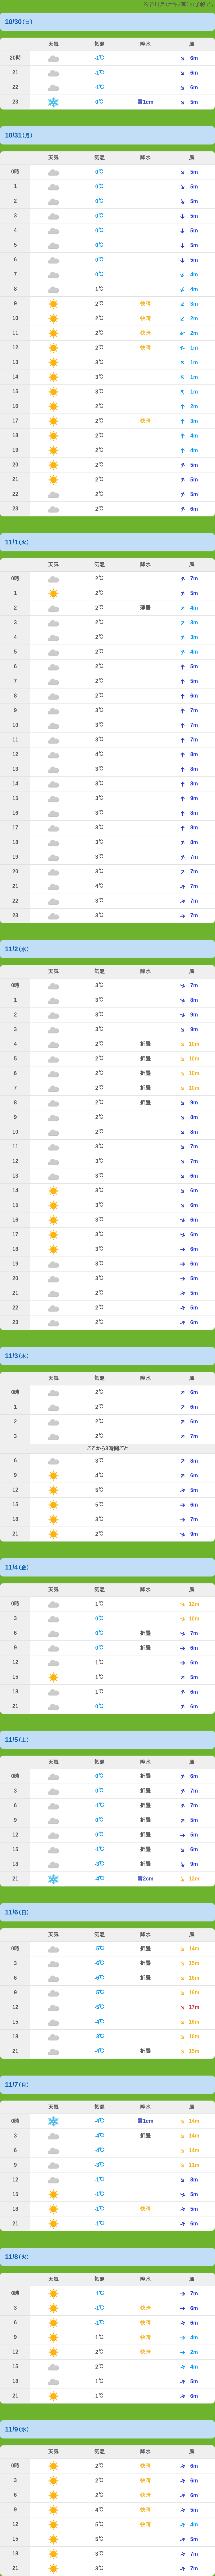 10/30(日)
天気 気温 降水 風
20時 -1℃ 6m
21 -1℃ 6m
22 -1℃ 6m
23 0℃ 雪1cm 5m
10/31(月)
天気 気温 降水 風
0時 0℃ 5m
1 0℃ 5m
2 0℃ 5m
3 0℃ 5m
4 0℃ 5m
5 0℃ 5m
6 0℃ 5m
7 0℃ 4m
8 1℃ 4m
9 2℃ 快晴 3m
10 2℃ 快晴 2m
11 2℃ 快晴 2m
12 2℃ 快晴 1m
13 3℃ 1m
14 3℃ 1m
15 3℃ 1m
16 2℃ 2m
17 2℃ 快晴 3m
18 2℃ 4m
19 2℃ 4m
20 2℃ 5m
21 2℃ 5m
22 2℃ 5m
23 2℃ 6m
11/1(火)
天気 気温 降水 風
0時 2℃ 7m
1 2℃ 5m
2 2℃ 薄曇 4m
3 2℃ 3m
4 2℃ 3m
5 2℃ 4m
6 2℃ 5m
7 2℃ 5m
8 2℃ 6m
9 3℃ 7m
10 3℃ 7m
11 3℃ 7m
12 4℃ 8m
13 3℃ 8m
14 3℃ 8m
15 3℃ 9m
16 3℃ 8m
17 3℃ 8m
18 3℃ 8m
19 3℃ 7m
20 3℃ 7m
21 4℃ 7m
22 3℃ 7m
23 3℃ 7m
11/2(水)
天気 気温 降水 風
0時 3℃ 7m
1 3℃ 8m
2 3℃ 9m
3 3℃ 9m
4 2℃ 折曇 10m
5 2℃ 折曇 10m
6 3℃ 折曇 10m
7 3℃ 折曇 10m
8 2℃ 折曇 9m
9 2℃ 8m
10 2℃ 8m
11 3℃ 7m
12 3℃ 7m
13 3℃ 6m
14 3℃ 6m
15 3℃ 6m
16 3℃ 6m
17 3℃ 6m
18 3℃ 6m
19 3℃ 6m
20 3℃ 5m
21 2℃ 5m
22 2℃ 5m
23 2℃ 6m
11/3(木)
天気 気温 降水 風
0時 2℃ 6m
1 2℃ 6m
2 2℃ 6m
3 2℃ 7m
ここから3時間ごと
6 3℃ 8m
9 4℃ 6m
12 5℃ 5m
15 5℃ 6m
18 3℃ 7m
21 2℃ 9m
11/4(金)
天気 気温 降水 風
0時 1℃ 12m
3 0℃ 10m
6 0℃ 折曇 7m
9 0℃ 折曇 6m
12 1℃ 6m
15 1℃ 5m
18 1℃ 6m
21 0℃ 6m
11/5(土)
天気 気温 降水 風
0時 0℃ 折曇 6m
3 0℃ 折曇 7m
6 -1℃ 折曇 7m
9 0℃ 折曇 5m
12 0℃ 折曇 5m
15 -1℃ 折曇 6m
18 -3℃ 折曇 9m
21 -4℃ 雪2cm 12m
11/6(日)
天気 気温 降水 風
0時 -5℃ 折曇 14m
3 -6℃ 折曇 15m
6 -6℃ 折曇 16m
9 -5℃ 16m
12 -5℃ 17m
15 -4℃ 16m
18 -3℃ 16m
21 -4℃ 折曇 15m
11/7(月)
天気 気温 降水 風
0時 -4℃ 雪1cm 14m
3 -4℃ 折曇 14m
6 -4℃ 14m
9 -3℃ 11m
12 -1℃ 8m
15 -1℃ 5m
18 -1℃ 快晴 5m
21 -1℃ 6m
11/8(火)
天気 気温 降水 風
0時 -1℃ 7m
3 -1℃ 快晴 6m
6 -1℃ 快晴 6m
9 1℃ 快晴 4m
12 2℃ 快晴 2m
15 2℃ 4m
18 1℃ 5m
21 1℃ 6m
11/9(水)
天気 気温 降水 風
0時 2℃ 快晴 6m
3 2℃ 快晴 6m
6 2℃ 快晴 6m
9 4℃ 快晴 5m
12 5℃ 快晴 4m
15 5℃ 5m
18 3℃ 7m
21 3℃ 7m